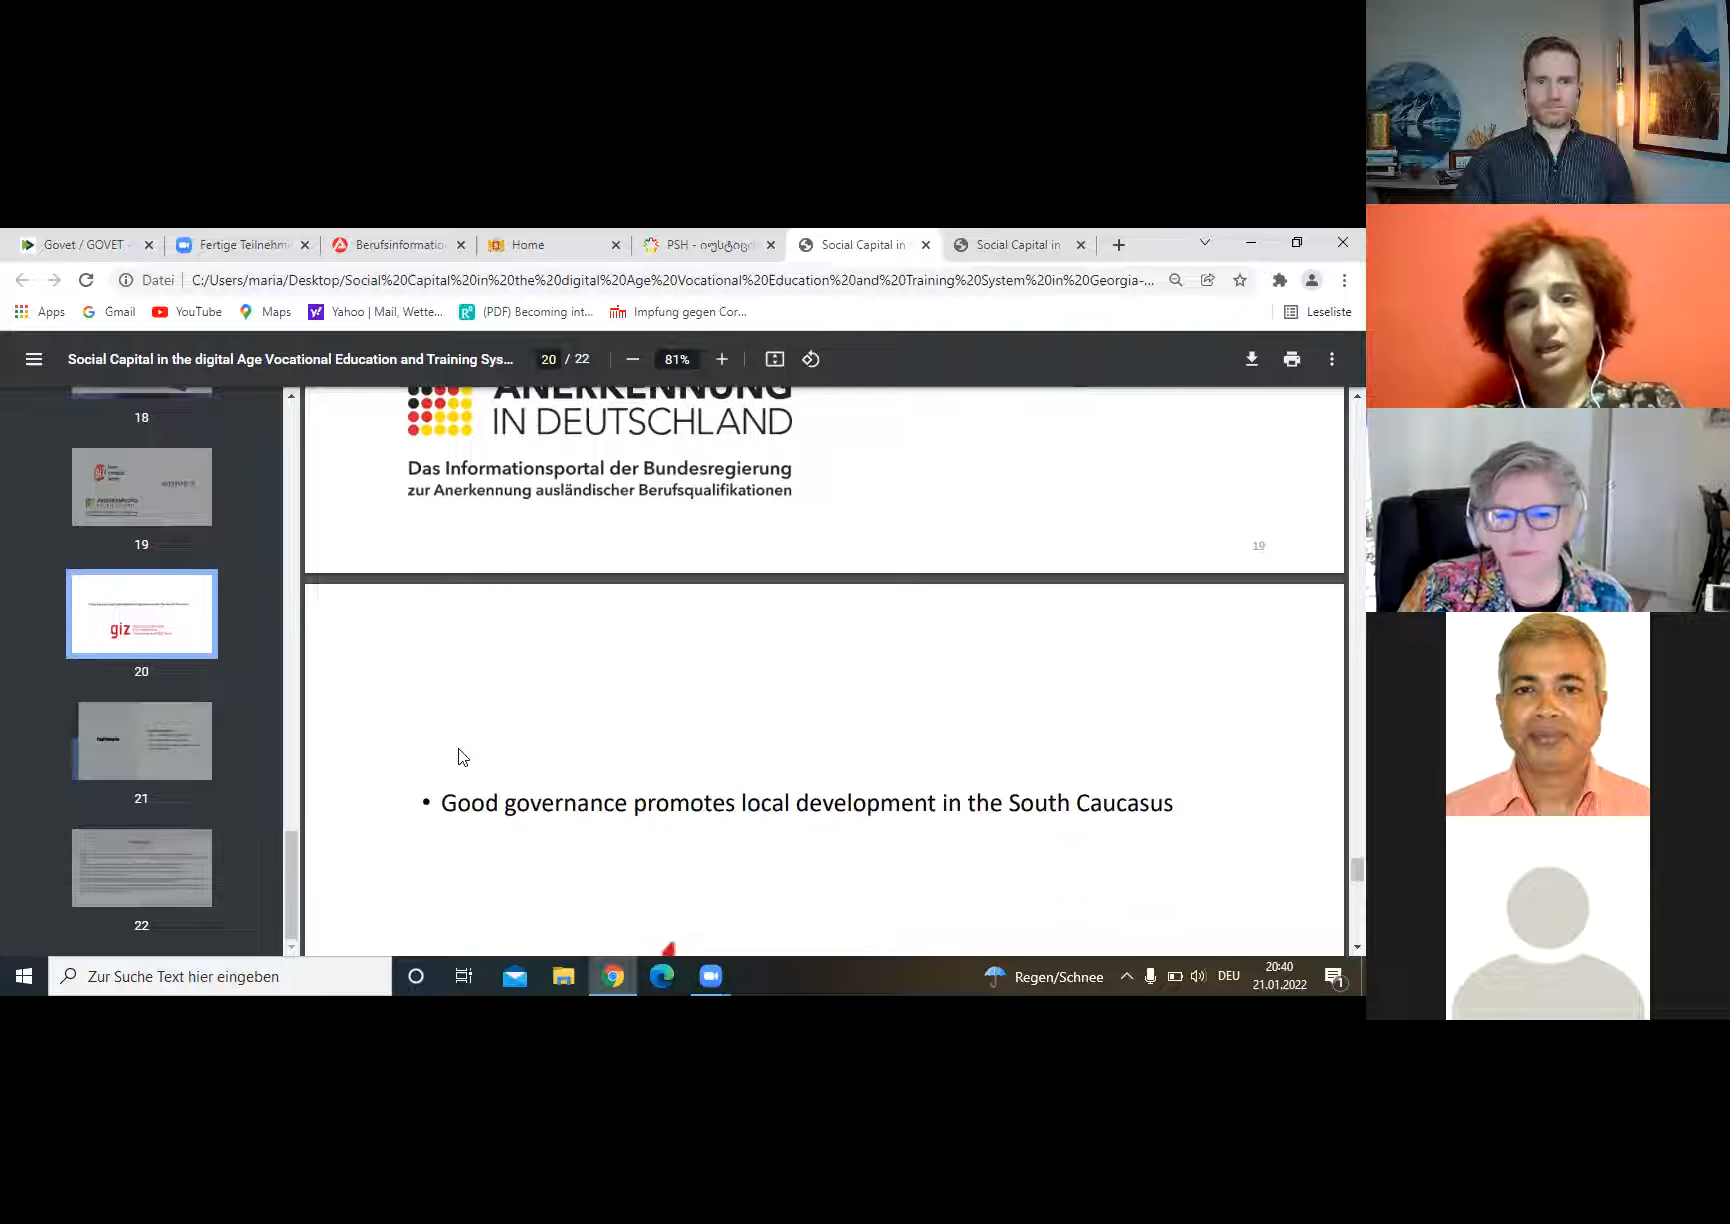 Govet / GOVET -
Fertige Teilnehm
Berufsinformatio
Home
PSH - იუსტიცი
Social Capital in
Social Capital in
Datei
C:/Users/maria/Desktop/Social%20Capital%20in%20the%20digital%20Age%20Vocational%20Education%20and%20Training%20System%20in%20Georgia-...
Apps
Gmail
YouTube
Maps
Yahoo | Mail, Wette...
(PDF) Becoming int...
Impfung gegen Cor...
Leseliste
Social Capital in the digital Age Vocational Education and Training Sys...
20 / 22
81%
18
19
giz
20
21
22
ANERKENNUNG
IN DEUTSCHLAND
Das Informationsportal der Bundesregierung
zur Anerkennung ausländischer Berufsqualifikationen
19
• Good governance promotes local development in the South Caucasus
Zur Suche Text hier eingeben
Regen/Schnee
DEU
20:40
21.01.2022
1